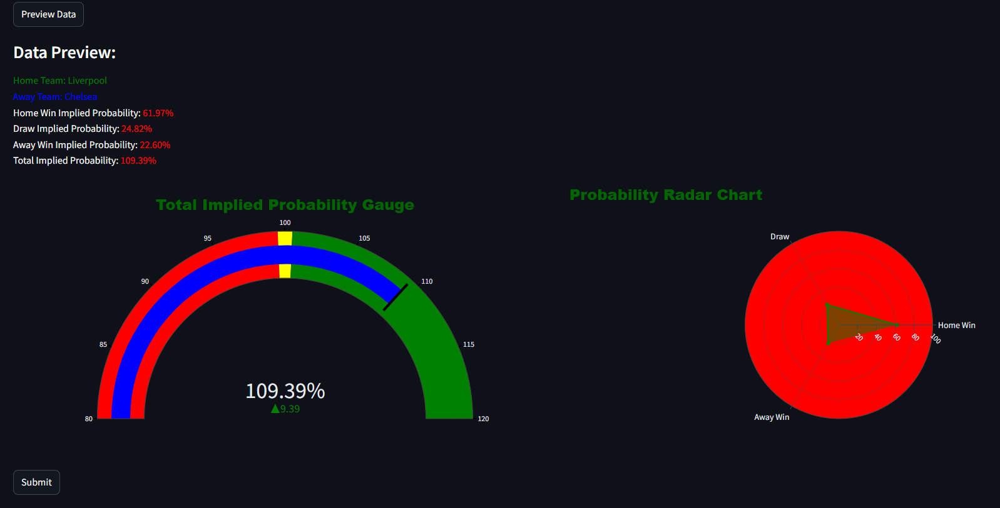 Preview Data
Data Preview:
Home Team: Liverpool
Away Team: Chelsea
Home Win Implied Probability: 61.97%
Draw Implied Probability: 24.82%
Away Win Implied Probability: 22.60%
Total Implied Probability: 109.39%
Total Implied Probability Gauge
80
85
90
95
100
105
110
115
120
109.39%
▲9.39
Probability Radar Chart
Draw
Home Win
Away Win
20
40
60
80
100
Submit